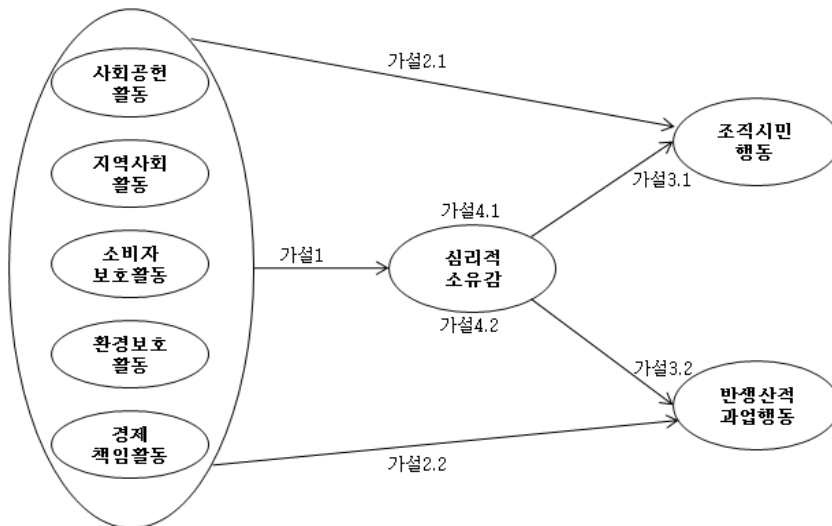 사회공헌
활동
지역사회
활동
소비자
보호활동
환경보호
활동
경제
책임활동
가설1
가설2.1
가설4.1
심리적
소유감
가설4.2
가설3.1
가설3.2
가설2.2
조직시민
행동
반생산적
과업행동